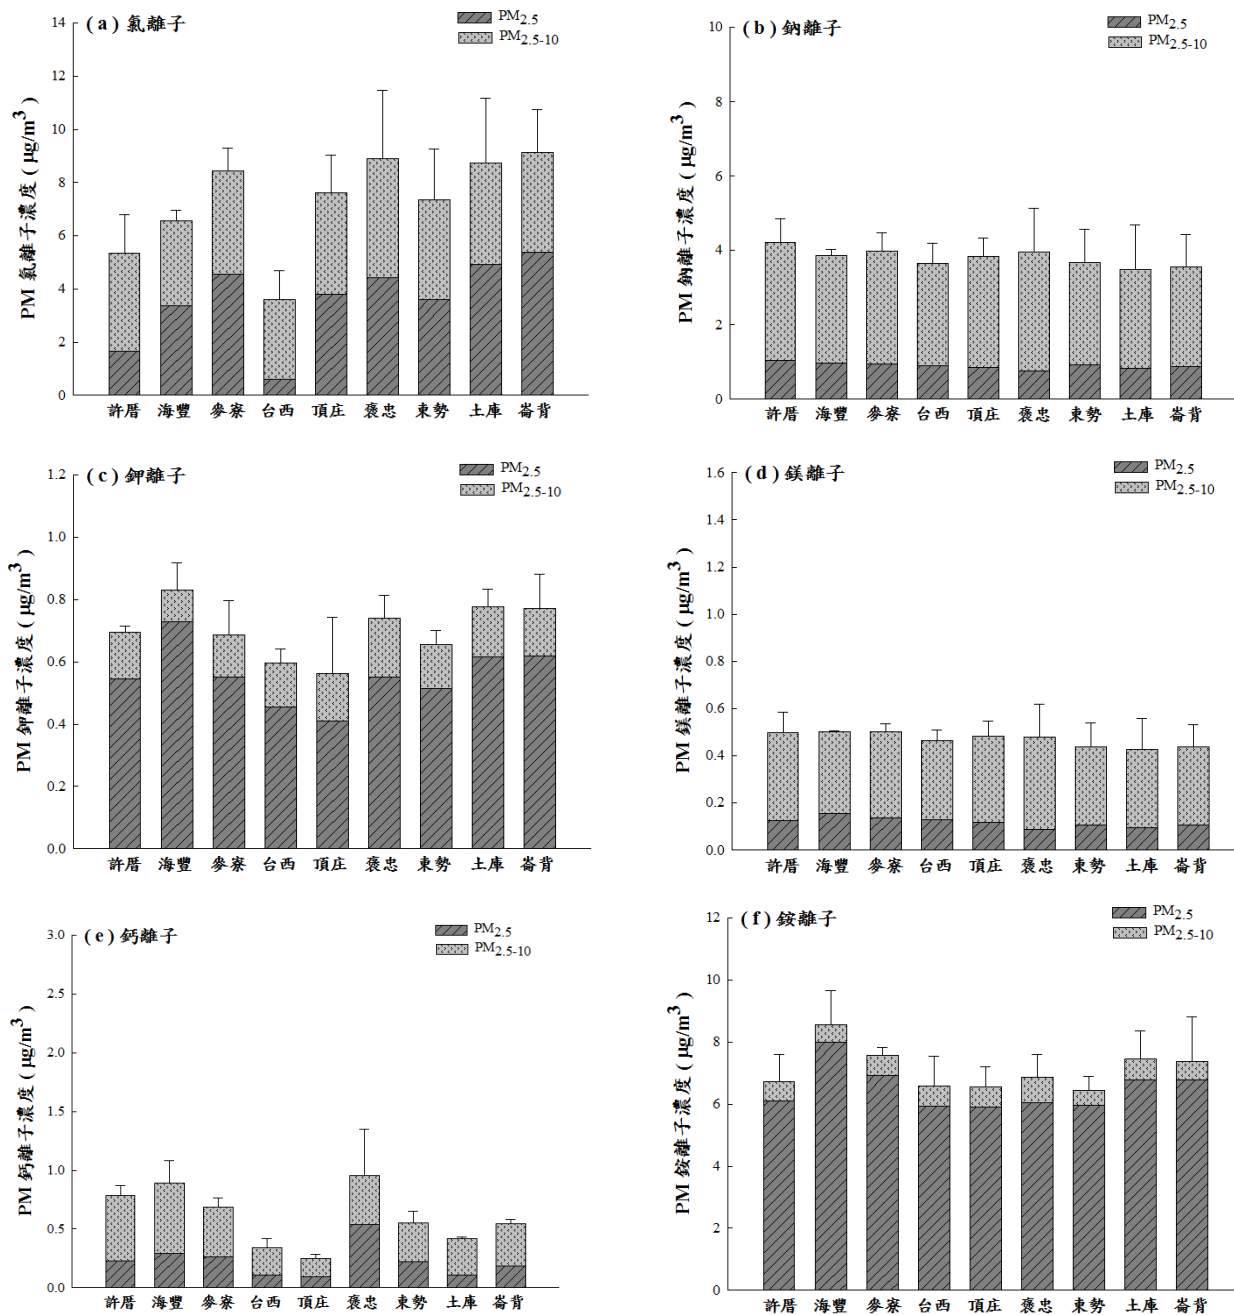 (a) 氯離子
PM2.5
PM2.5-10
PM 氯離子濃度 ( μg/m3 )
14
12
10
8
6
4
2
0
許厝 海豐 麥寮 台西 頂庄 褒忠 東勢 土庫 崙背
(b) 鈉離子
PM2.5
PM2.5-10
PM 鈉離子濃度 ( μg/m3 )
10
8
6
4
2
0
許厝 海豐 麥寮 台西 頂庄 褒忠 東勢 土庫 崙背
(c) 鉀離子
PM2.5
PM2.5-10
PM 鉀離子濃度 ( μg/m3 )
1.2
1.0
0.8
0.6
0.4
0.2
0.0
許厝 海豐 麥寮 台西 頂庄 褒忠 東勢 土庫 崙背
(d) 鎂離子
PM2.5
PM2.5-10
PM 鎂離子濃度 ( μg/m3 )
1.6
1.4
1.2
1.0
0.8
0.6
0.4
0.2
0.0
許厝 海豐 麥寮 台西 頂庄 褒忠 東勢 土庫 崙背
(e) 鈣離子
PM2.5
PM2.5-10
PM 鈣離子濃度 ( μg/m3 )
3.0
2.5
2.0
1.5
1.0
0.5
0.0
許厝 海豐 麥寮 台西 頂庄 褒忠 東勢 土庫 崙背
(f) 銨離子
PM2.5
PM2.5-10
PM 銨離子濃度 ( μg/m3 )
12
10
8
6
4
2
0
許厝 海豐 麥寮 台西 頂庄 褒忠 東勢 土庫 崙背